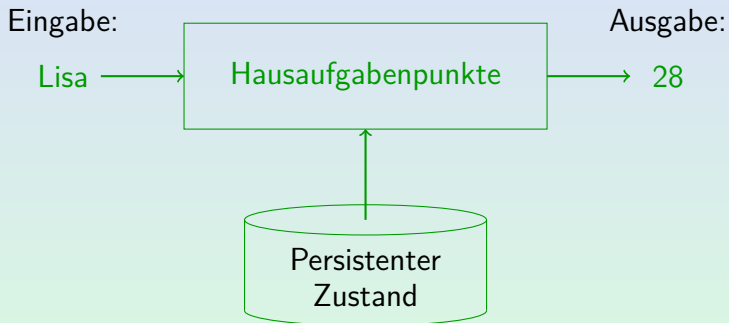 Eingabe:
Ausgabe:
Lisa
Hausaufgabenpunkte
28
Persistenter
Zustand